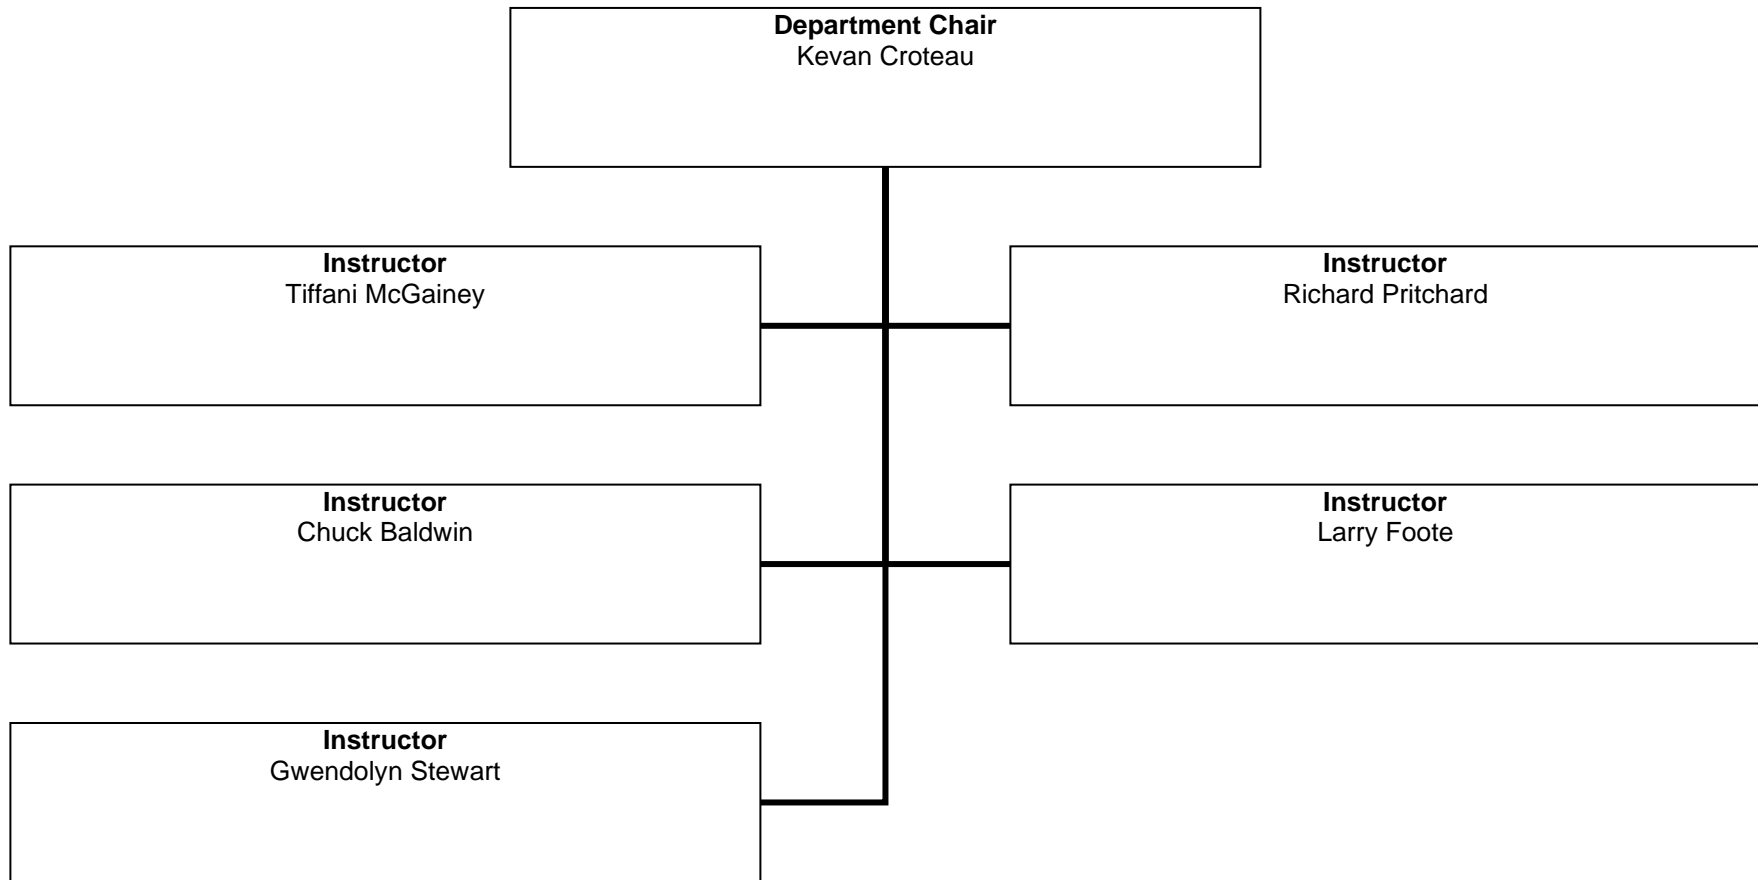 Department Chair
Kevan Croteau
Instructor
Tiffani McGainey
Instructor
Richard Pritchard
Instructor
Chuck Baldwin
Instructor
Larry Foote
Instructor
Gwendolyn Stewart